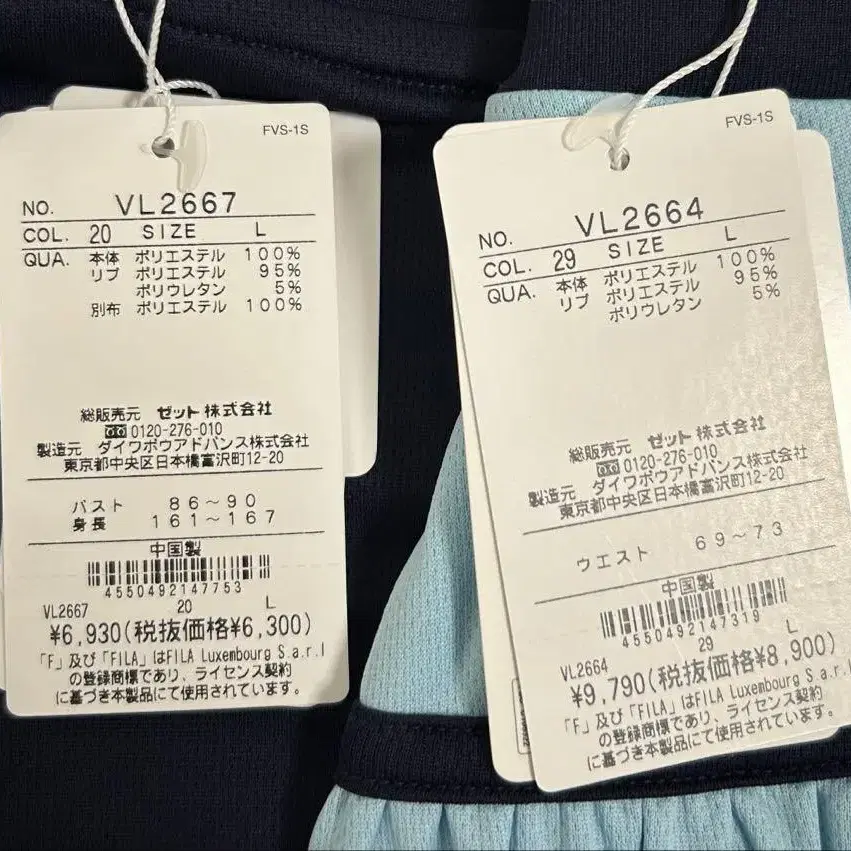 FVS-1S
NO. VL2667
COL. 20 SIZE L
QUA. 本体 ポリエステル 100%
リブ ポリエステル 95%
ポリウレタン 5%
別布 ポリエステル 100%
総販売元 ゼット株式会社
0120-276-010
製造元 ダイワボウアドバンス株式会社
東京都中央区日本橋富沢町12-20
バスト 86~90
身長 161~167
中国製
4550492147753
VL2667 20 L
¥6,930(税抜価格¥6,300)
「F」及び「FILA」はFILA Luxembourg S.a.r.l
の登録商標であり、ライセンス契約
に基づき本製品にて使用されています。
FVS-1S
NO. VL2664
COL. 29 SIZE L
QUA. 本体 ポリエステル 100%
リブ ポリエステル 95%
ポリウレタン 5%
総販売元 ゼット株式会社
0120-276-010
製造元 ダイワボウアドバンス株式会社
東京都中央区日本橋富沢町12-20
ウエスト 69~73
中国製
4550492147319
VL2664 29 L
¥9,790(税抜価格¥8,900)
「F」及び「FILA」はFILA Luxembourg S.a.r.l
の登録商標であり、ライセンス契約
に基づき本製品にて使用されています。